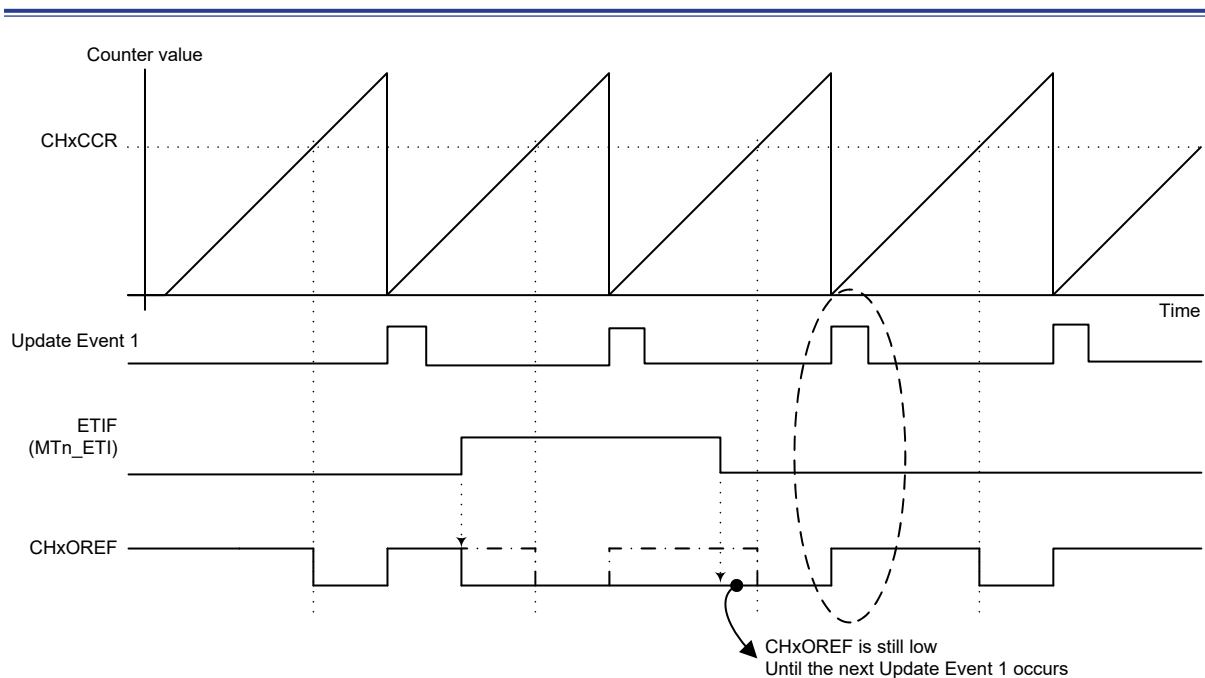 Counter value
CHxCCR
Time
Update Event 1
ETIF
(MTn_ETI)
CHxOREF
CHxOREF is still low
Until the next Update Event 1 occurs